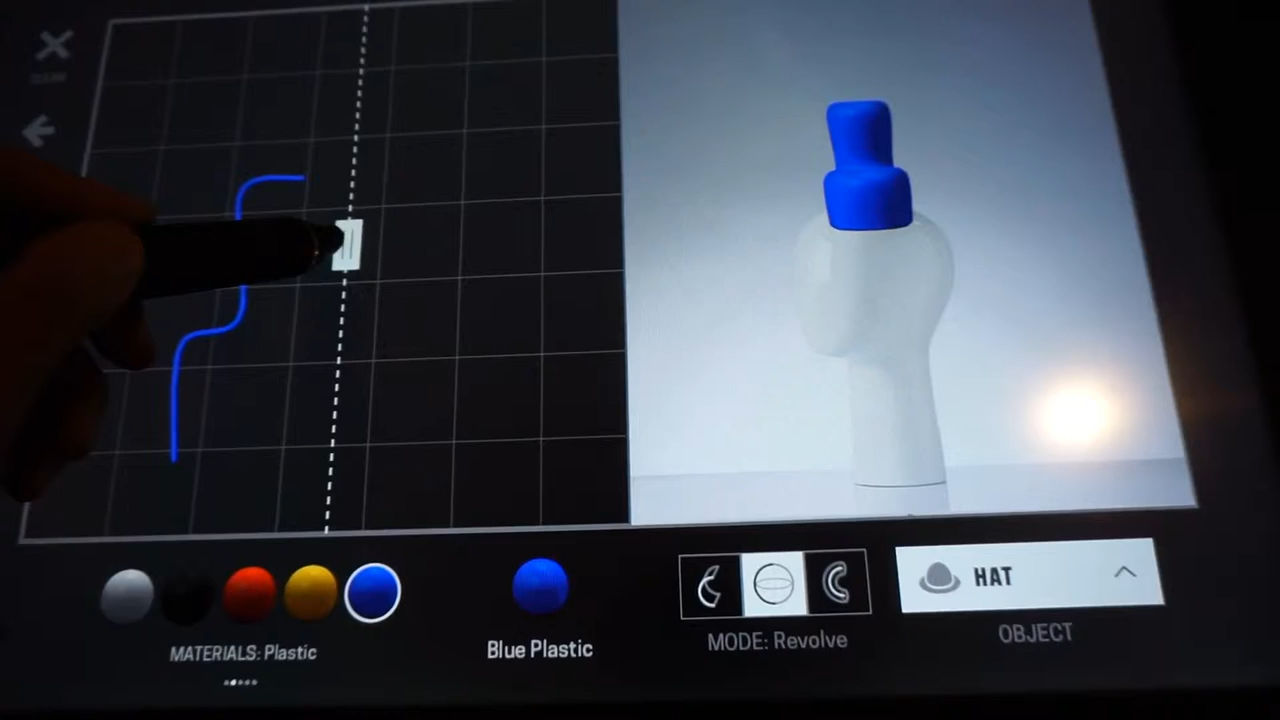 HAT
Blue Plastic
MATERIALS: Plastic
MODE: Revolve
OBJECT